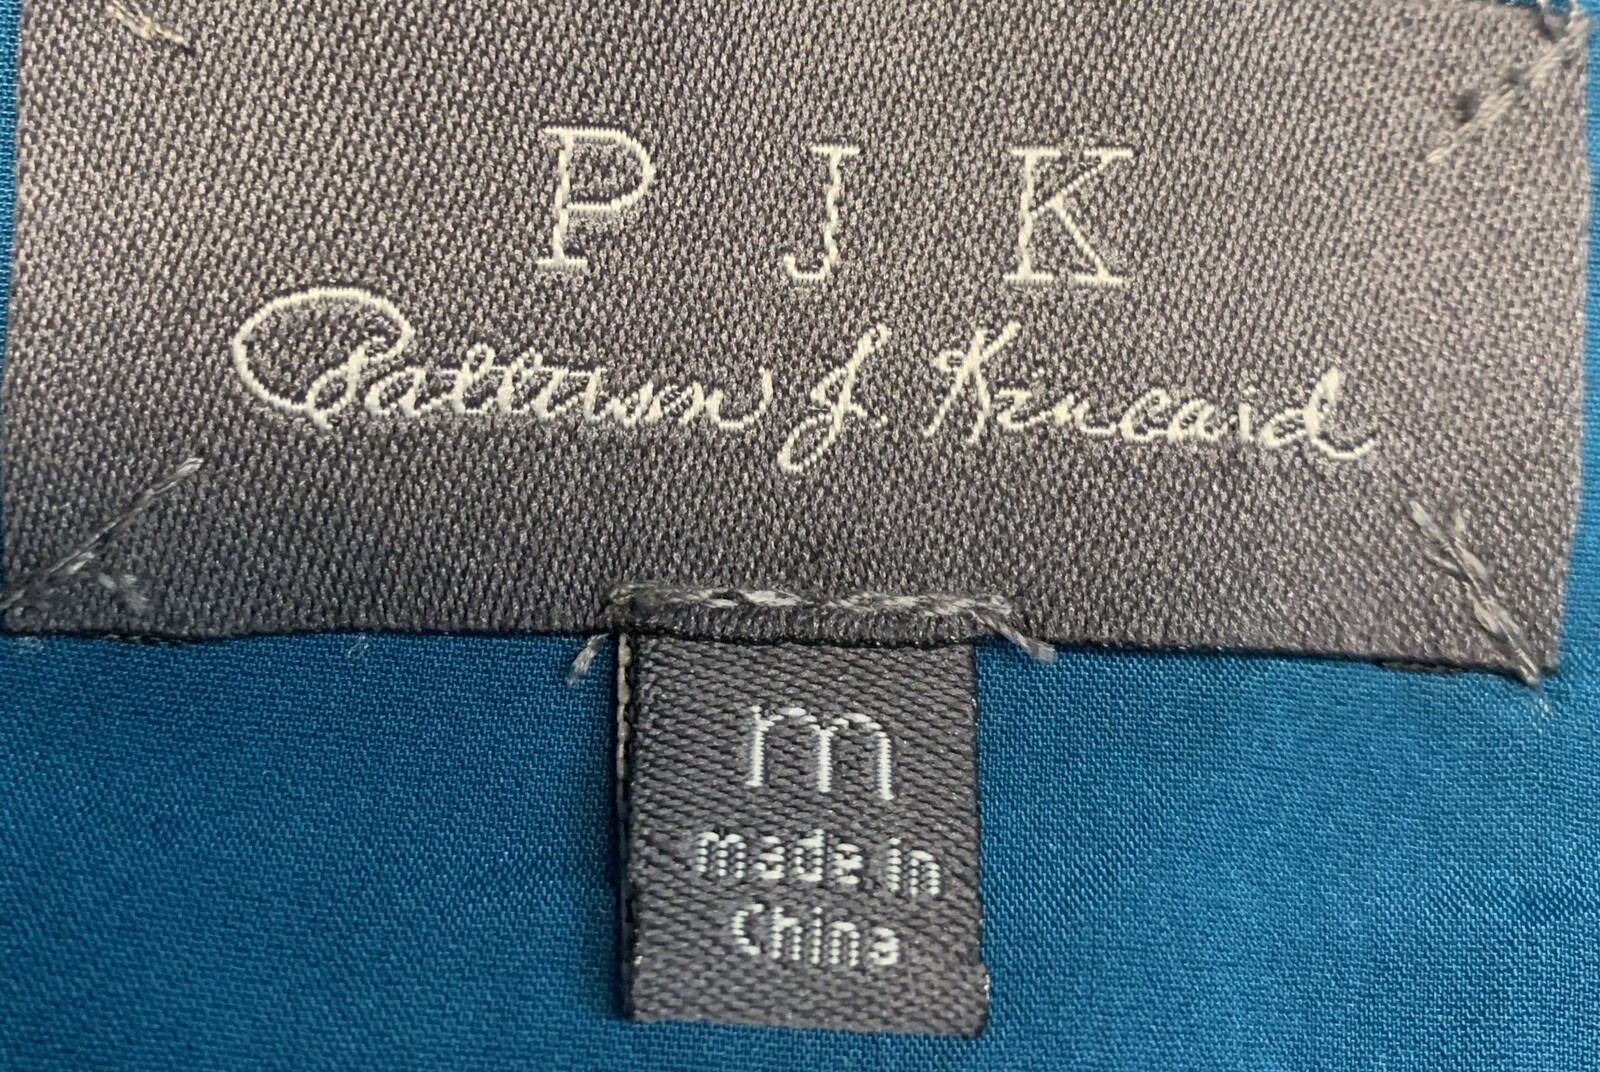 P J K
Patterson J. Kincaid
m
made in
China